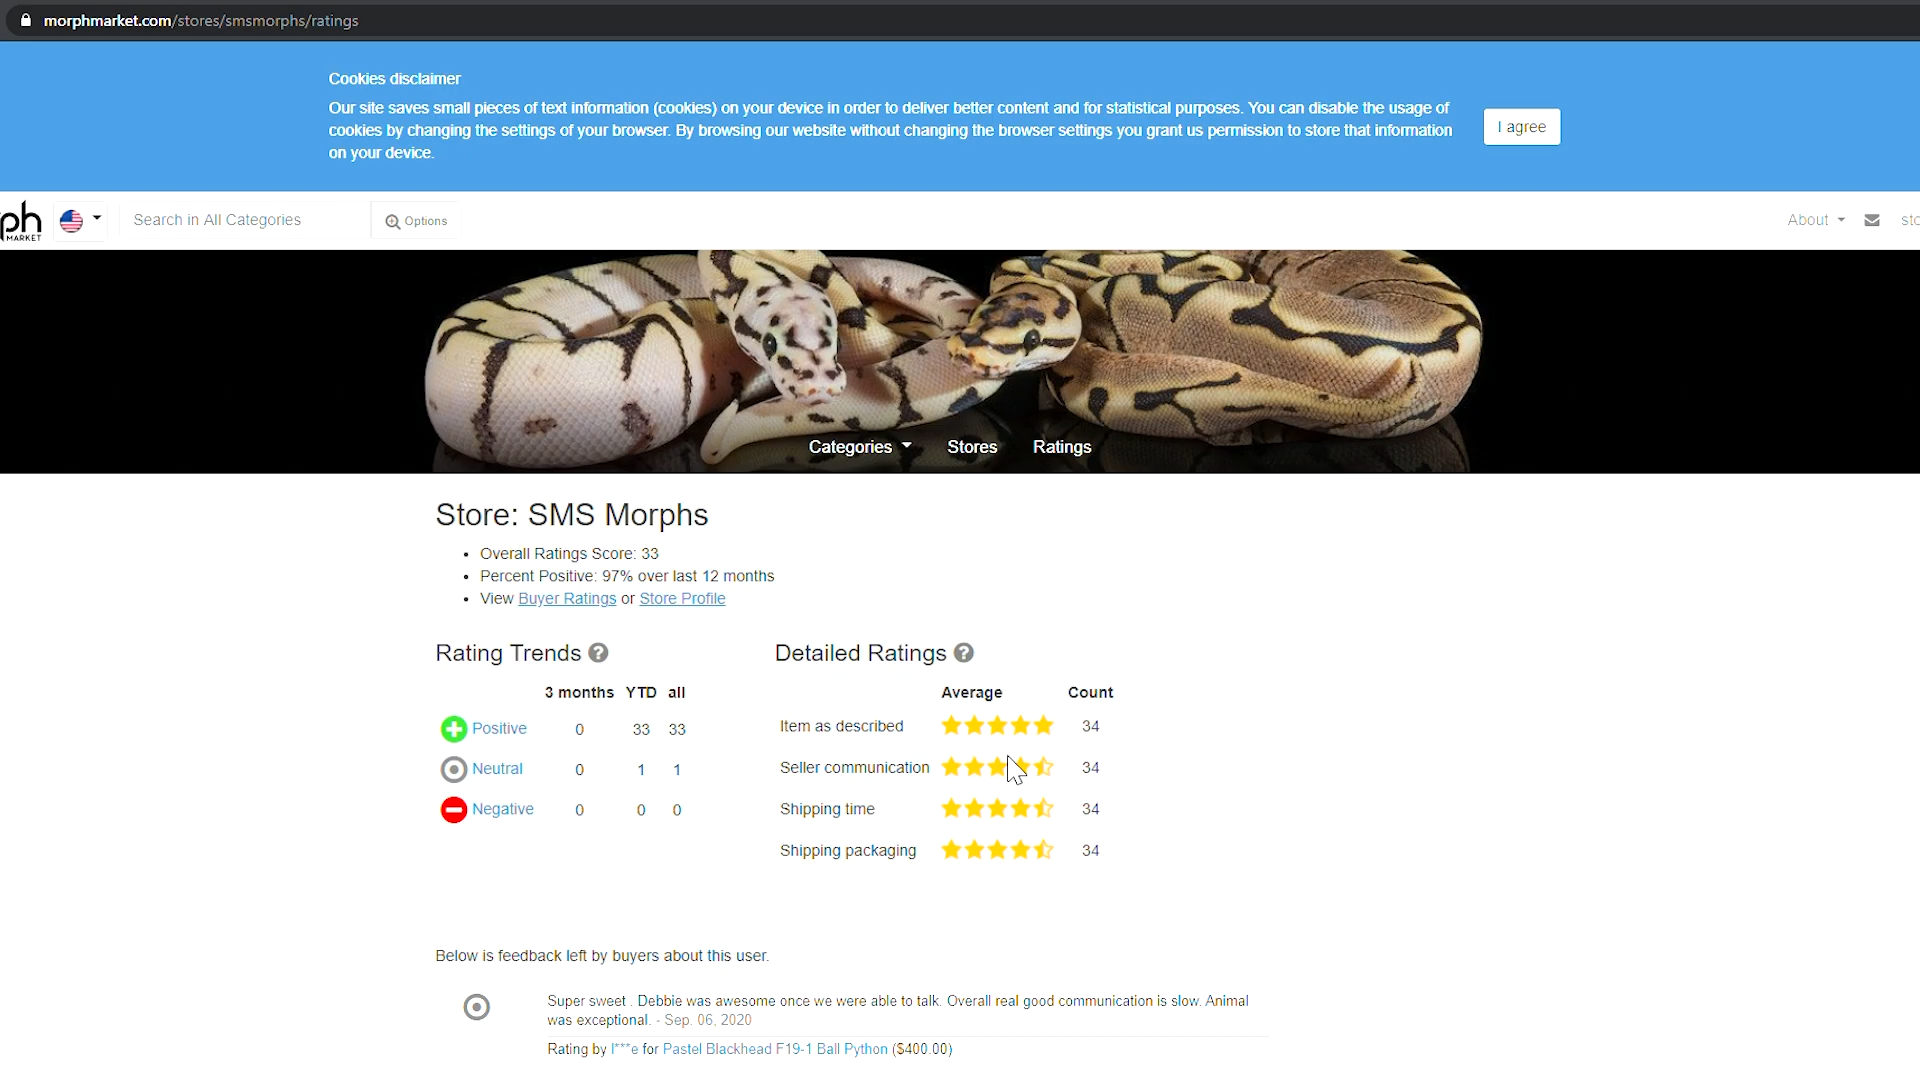 morphmarket.com/stores/smsmorphs/ratings
Cookies disclaimer
Our site saves small pieces of text information (cookies) on your device in order to deliver better content and for statistical purposes. You can disable the usage of
cookies by changing the settings of your browser. By browsing our website without changing the browser settings you grant us permission to store that information
on your device.
I agree
ph
MARKET
Search in All Categories
Options
About
sto
Categories
Stores
Ratings
Store: SMS Morphs
• Overall Ratings Score: 33
• Percent Positive: 97% over last 12 months
• View Buyer Ratings or Store Profile
Rating Trends
3 months YTD all
Positive 0 33 33
Neutral 0 1 1
Negative 0 0 0
Detailed Ratings
Average Count
Item as described 34
Seller communication 34
Shipping time 34
Shipping packaging 34
Below is feedback left by buyers about this user.
Super sweet . Debbie was awesome once we were able to talk. Overall real good communication is slow. Animal
was exceptional. - Sep. 06, 2020
Rating by l***e for Pastel Blackhead F19-1 Ball Python ($400.00)